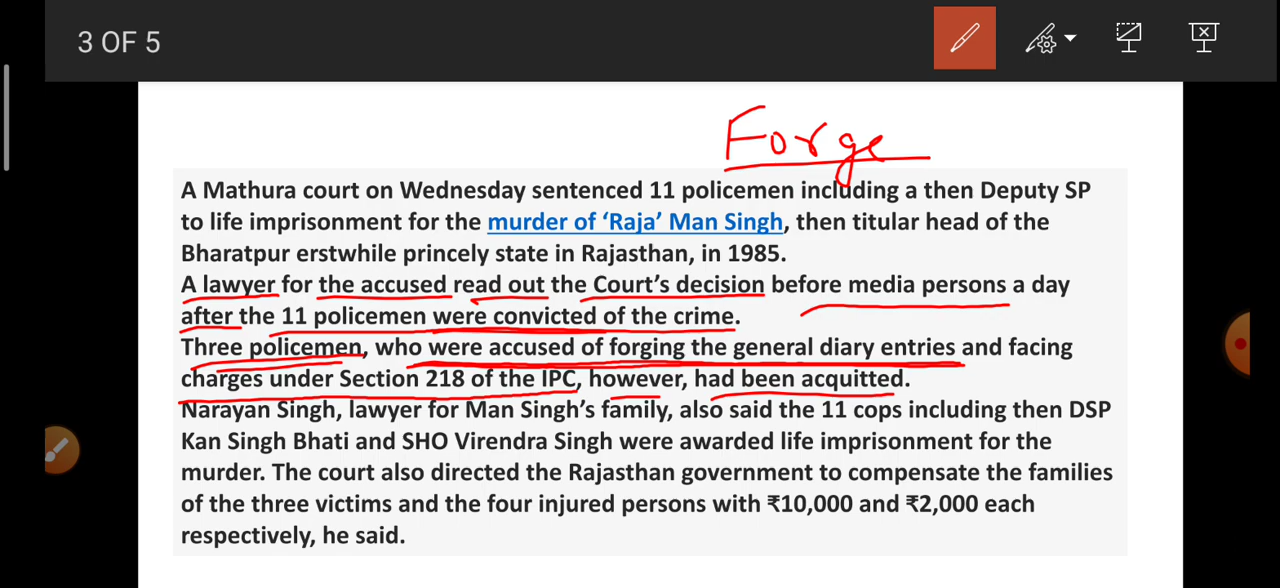 3 OF 5
Forge
A Mathura court on Wednesday sentenced 11 policemen including a then Deputy SP
to life imprisonment for the murder of ‘Raja’ Man Singh, then titular head of the
Bharatpur erstwhile princely state in Rajasthan, in 1985.
A lawyer for the accused read out the Court’s decision before media persons a day
after the 11 policemen were convicted of the crime.
Three policemen, who were accused of forging the general diary entries and facing
charges under Section 218 of the IPC, however, had been acquitted.
Narayan Singh, lawyer for Man Singh’s family, also said the 11 cops including then DSP
Kan Singh Bhati and SHO Virendra Singh were awarded life imprisonment for the
murder. The court also directed the Rajasthan government to compensate the families
of the three victims and the four injured persons with ₹10,000 and ₹2,000 each
respectively, he said.